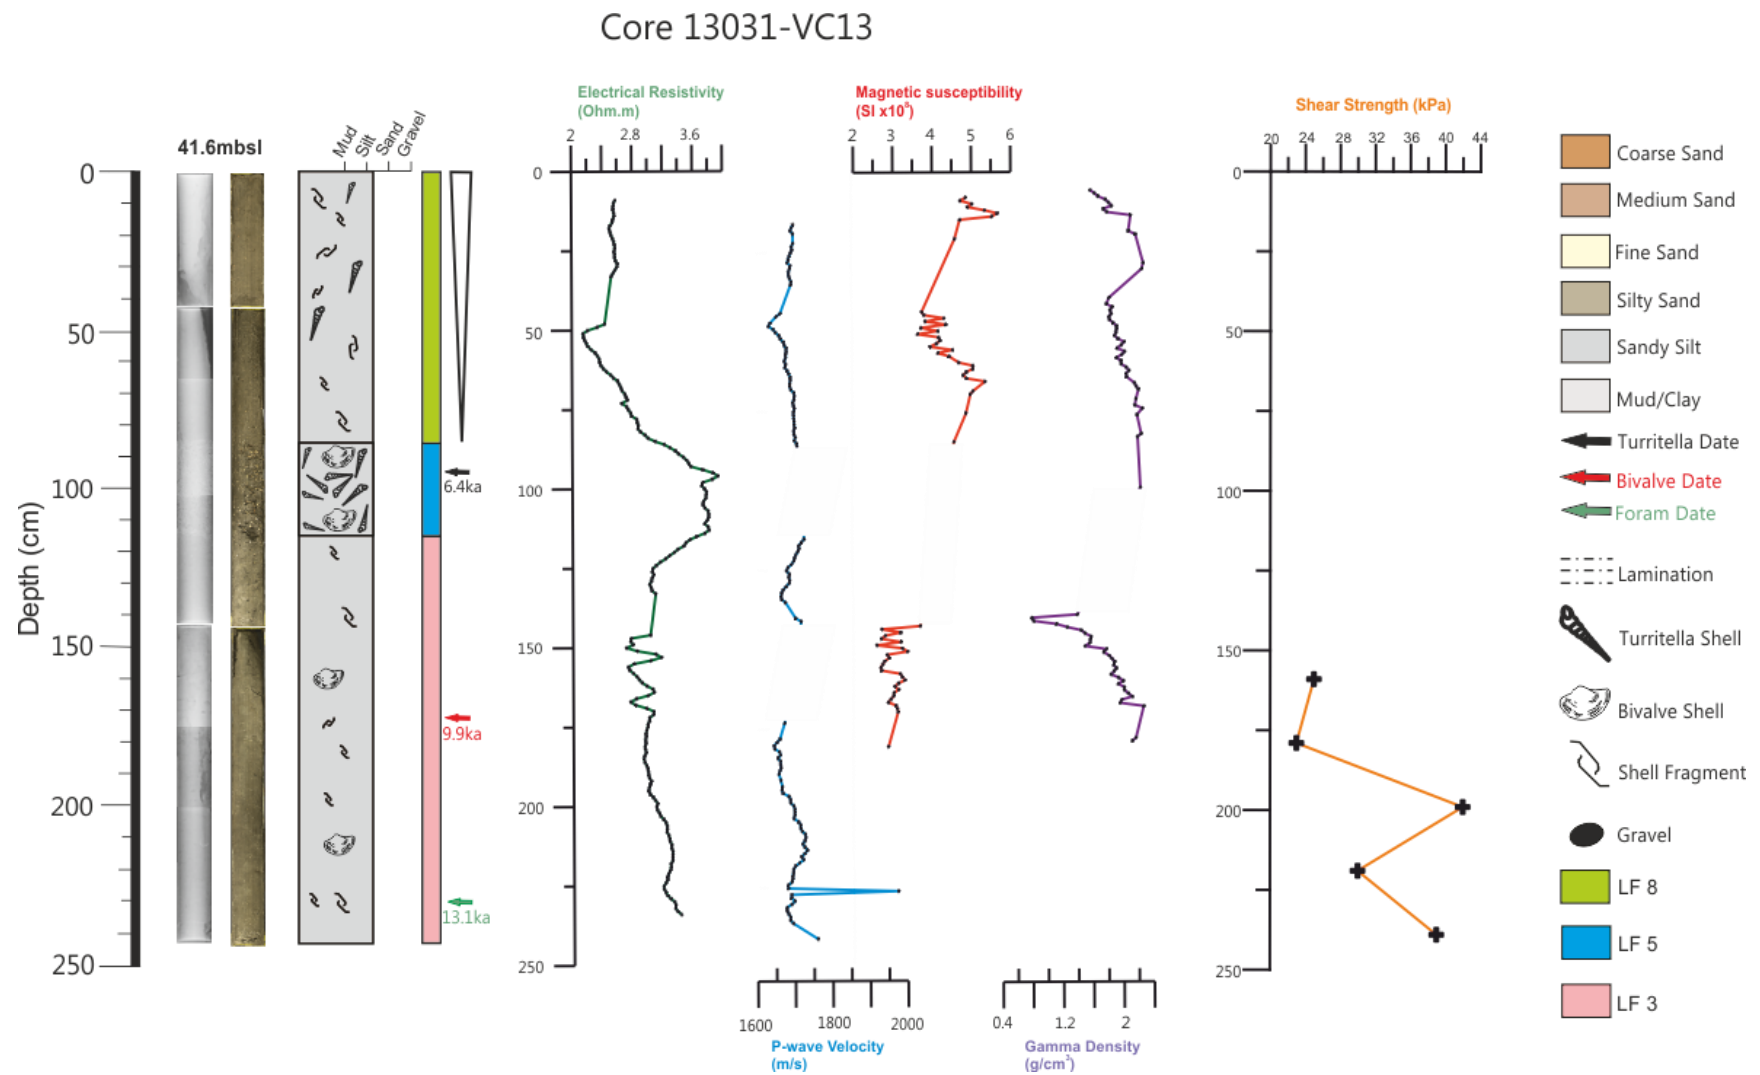 Core 13031-VC13
41.6mbsl
Mud
Silt
Sand
Gravel
Depth (cm)
0
50
100
150
200
250
6.4ka
9.9ka
13.1ka
Electrical Resistivity
(Ohm.m)
2 2.8 3.6
0
50
100
150
200
250
Magnetic susceptibility
(SI x10⁸)
2 3 4 5 6
1600 1800 2000
P-wave Velocity
(m/s)
0.4 1.2 2
Gamma Density
(g/cm³)
Shear Strength (kPa)
20 24 28 32 36 40 44
0
50
100
150
200
250
Coarse Sand
Medium Sand
Fine Sand
Silty Sand
Sandy Silt
Mud/Clay
Turritella Date
Bivalve Date
Foram Date
Lamination
Turritella Shell
Bivalve Shell
Shell Fragment
Gravel
LF 8
LF 5
LF 3